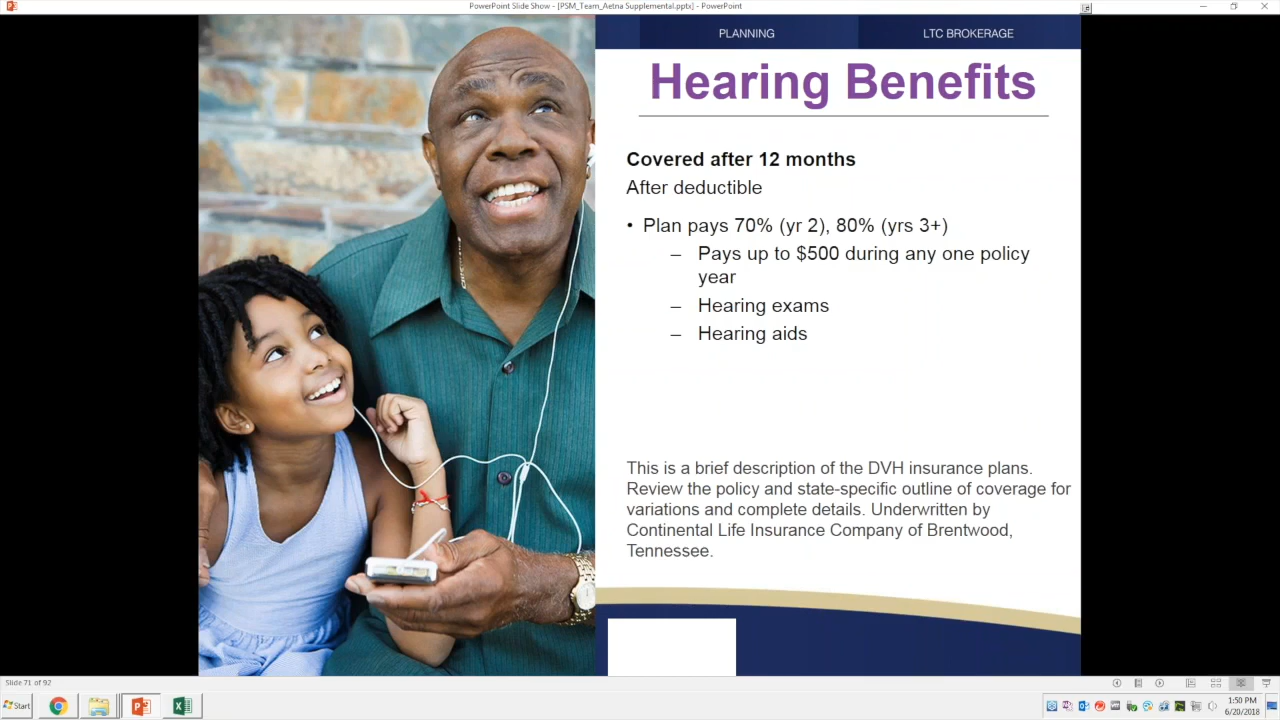 PowerPoint Slide Show - [PSM_Team_Aetna Supplemental.pptx] - PowerPoint
PLANNING
LTC BROKERAGE
Hearing Benefits
Covered after 12 months
After deductible
• Plan pays 70% (yr 2), 80% (yrs 3+)
– Pays up to $500 during any one policy
year
– Hearing exams
– Hearing aids
This is a brief description of the DVH insurance plans.
Review the policy and state-specific outline of coverage for
variations and complete details. Underwritten by
Continental Life Insurance Company of Brentwood,
Tennessee.
Slide 71 of 92
Start
1:50 PM
6/20/2018